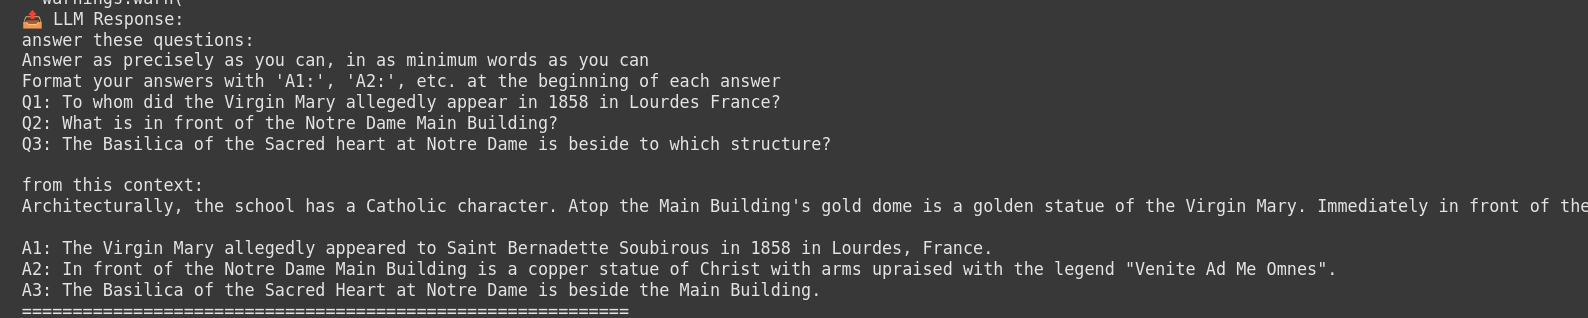 warnings.warn(
📤 LLM Response:
answer these questions:
Answer as precisely as you can, in as minimum words as you can
Format your answers with 'A1:', 'A2:', etc. at the beginning of each answer
Q1: To whom did the Virgin Mary allegedly appear in 1858 in Lourdes France?
Q2: What is in front of the Notre Dame Main Building?
Q3: The Basilica of the Sacred heart at Notre Dame is beside to which structure?
from this context:
Architecturally, the school has a Catholic character. Atop the Main Building's gold dome is a golden statue of the Virgin Mary. Immediately in front of the
A1: The Virgin Mary allegedly appeared to Saint Bernadette Soubirous in 1858 in Lourdes, France.
A2: In front of the Notre Dame Main Building is a copper statue of Christ with arms upraised with the legend "Venite Ad Me Omnes".
A3: The Basilica of the Sacred Heart at Notre Dame is beside the Main Building.
============================================================